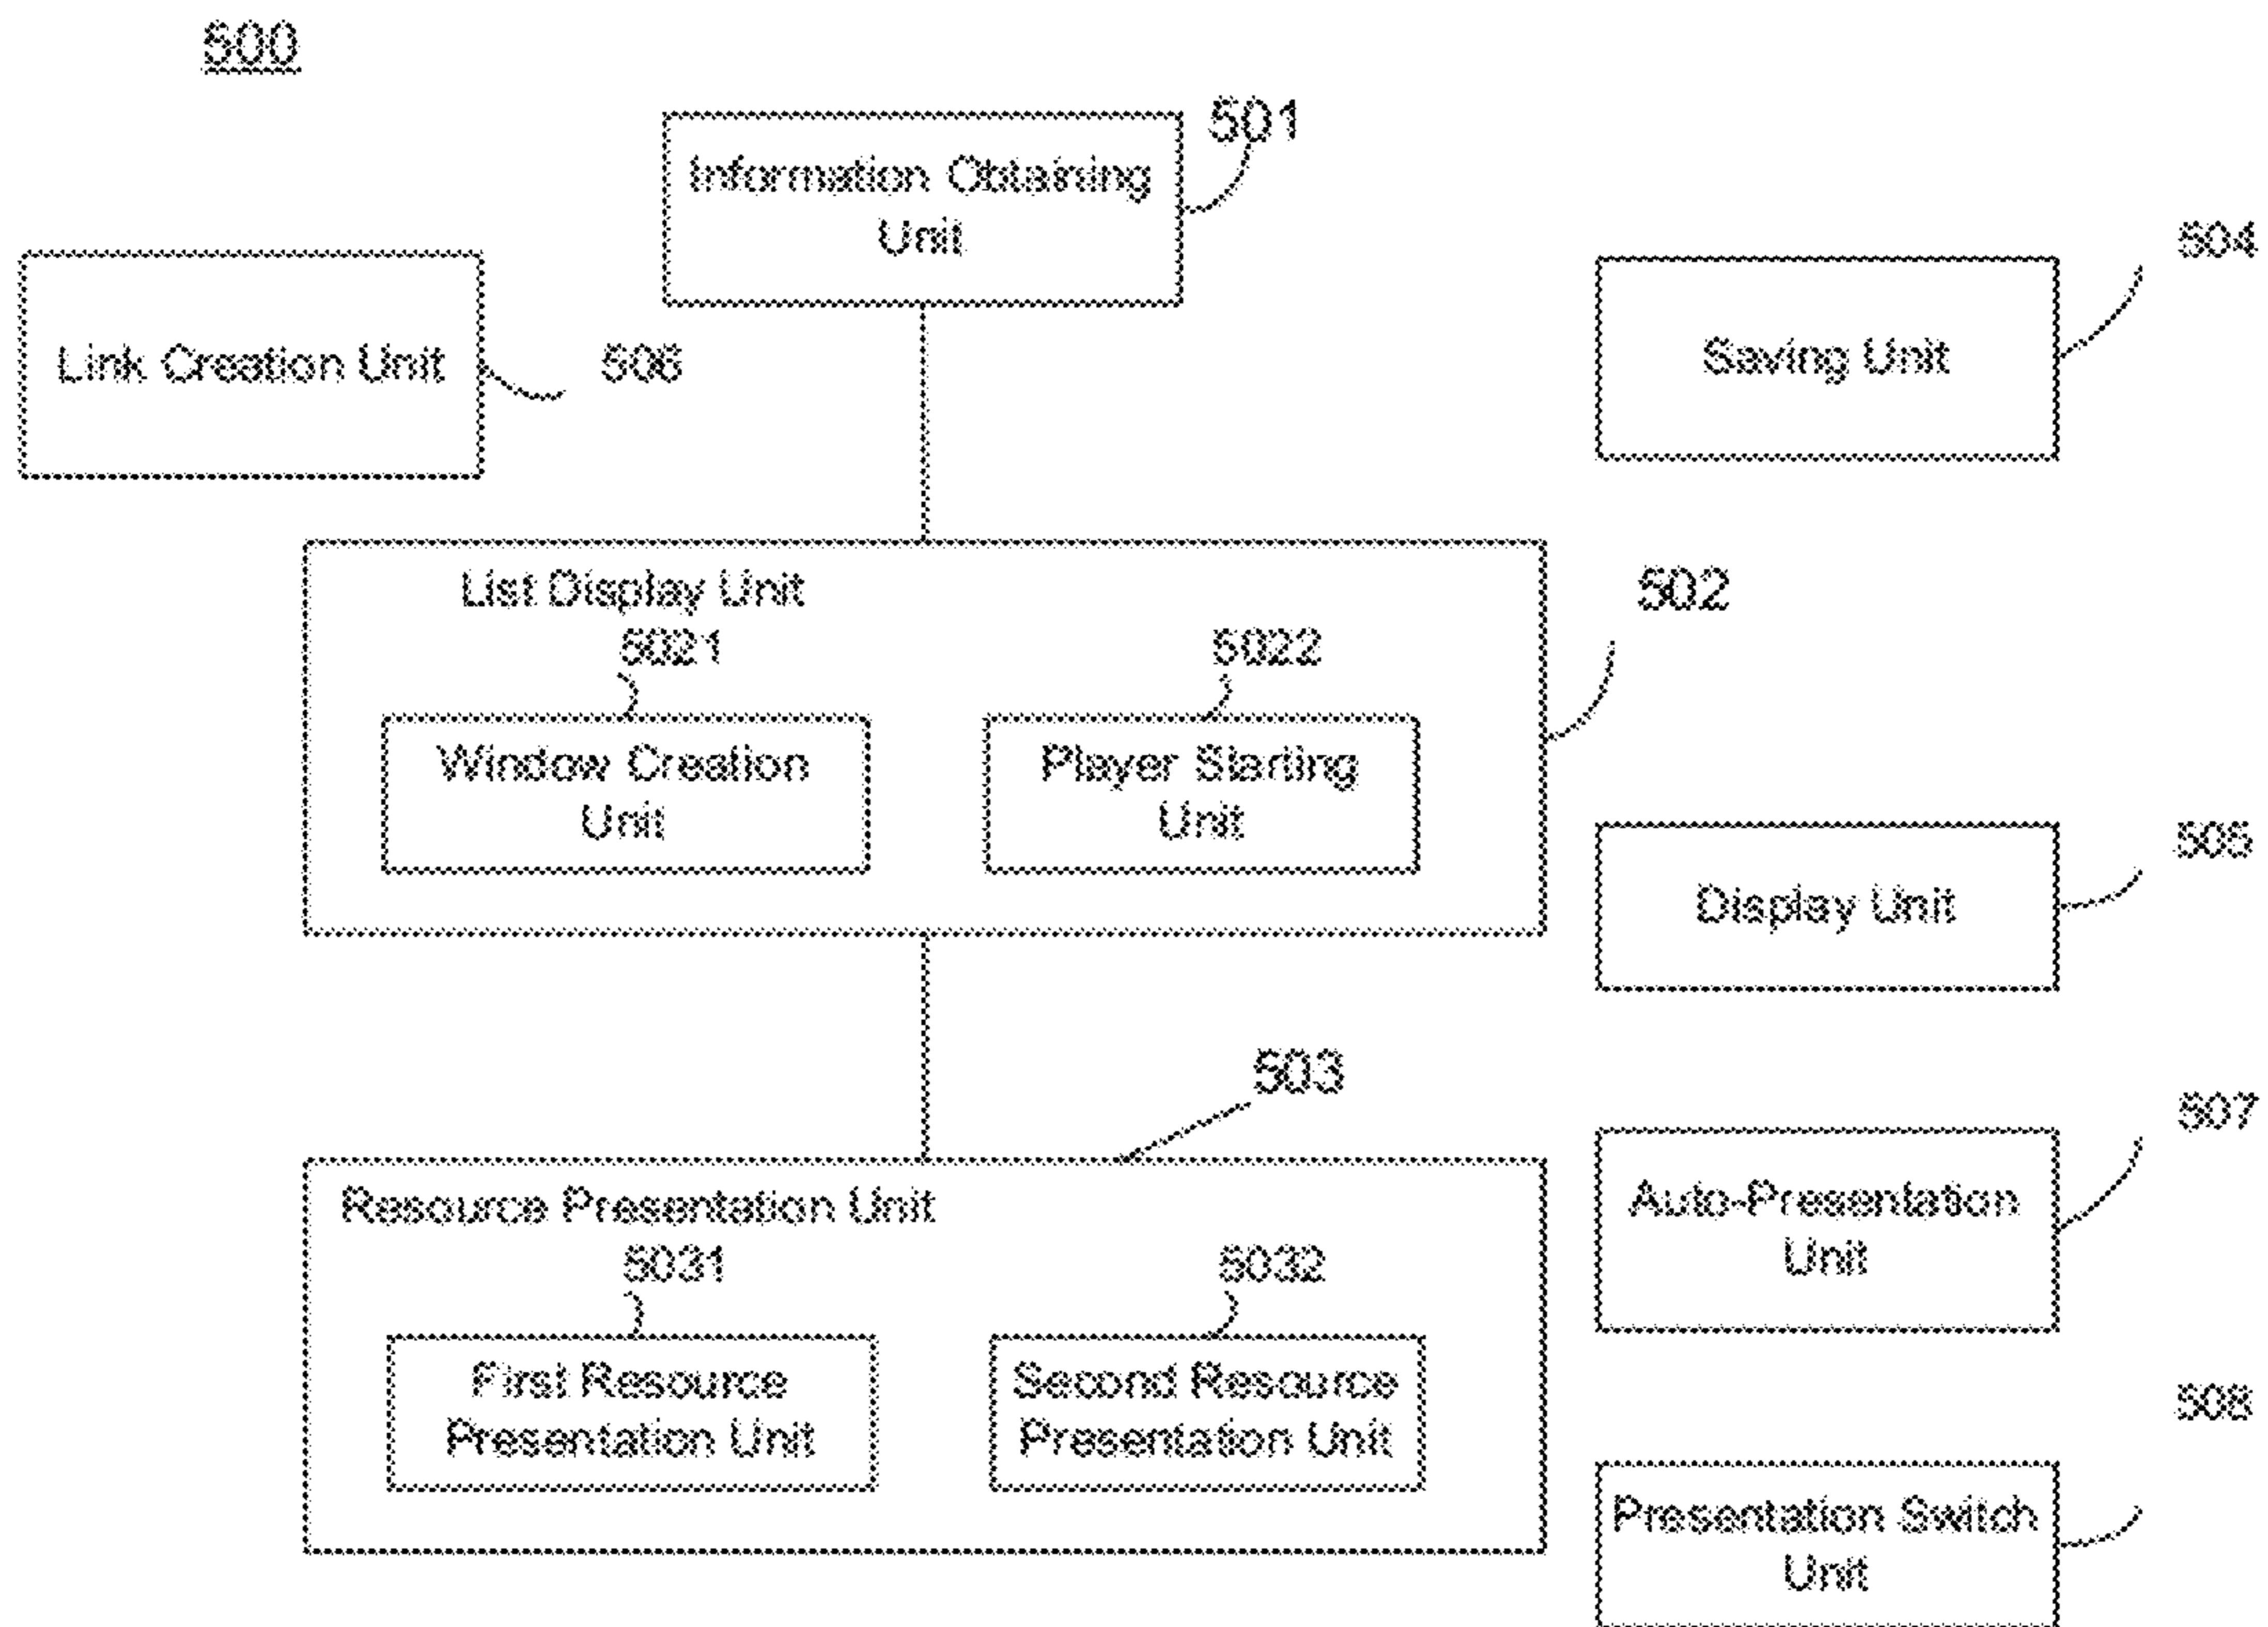 500
501
Information Obtaining
Unit
504
Link Creation Unit
506
Saving Unit
List Display Unit
502
5021
5022
Window Creation
Unit
Player Starting
Unit
505
Display Unit
503
507
Resource Presentation Unit
Auto-Presentation
Unit
5031
5032
First Resource
Presentation Unit
Second Resource
Presentation Unit
508
Presentation Switch
Unit